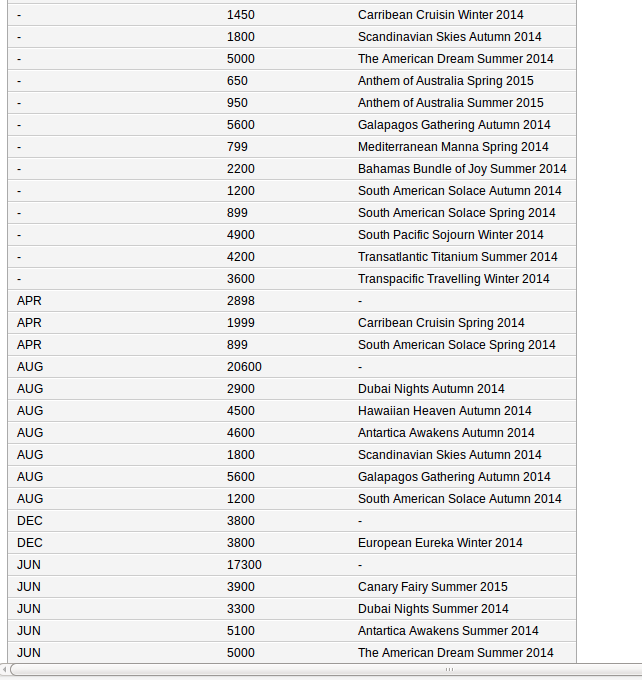 - 1450 Carribean Cruisin Winter 2014
- 1800 Scandinavian Skies Autumn 2014
- 5000 The American Dream Summer 2014
- 650 Anthem of Australia Spring 2015
- 950 Anthem of Australia Summer 2015
- 5600 Galapagos Gathering Autumn 2014
- 799 Mediterranean Manna Spring 2014
- 2200 Bahamas Bundle of Joy Summer 2014
- 1200 South American Solace Autumn 2014
- 899 South American Solace Spring 2014
- 4900 South Pacific Sojourn Winter 2014
- 4200 Transatlantic Titanium Summer 2014
- 3600 Transpacific Travelling Winter 2014
APR 2898 -
APR 1999 Carribean Cruisin Spring 2014
APR 899 South American Solace Spring 2014
AUG 20600 -
AUG 2900 Dubai Nights Autumn 2014
AUG 4500 Hawaiian Heaven Autumn 2014
AUG 4600 Antartica Awakens Autumn 2014
AUG 1800 Scandinavian Skies Autumn 2014
AUG 5600 Galapagos Gathering Autumn 2014
AUG 1200 South American Solace Autumn 2014
DEC 3800 -
DEC 3800 European Eureka Winter 2014
JUN 17300 -
JUN 3900 Canary Fairy Summer 2015
JUN 3300 Dubai Nights Summer 2014
JUN 5100 Antartica Awakens Summer 2014
JUN 5000 The American Dream Summer 2014